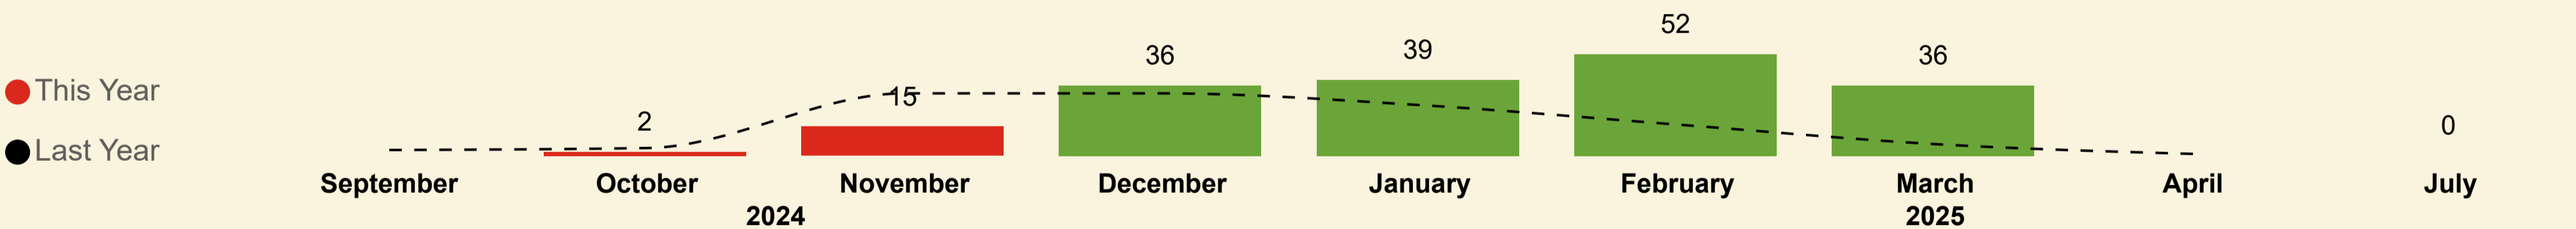 52
36
39
36
This Year
15
2
0
Last Year
September
October
November
December
January
February
March
April
July
2024
2025